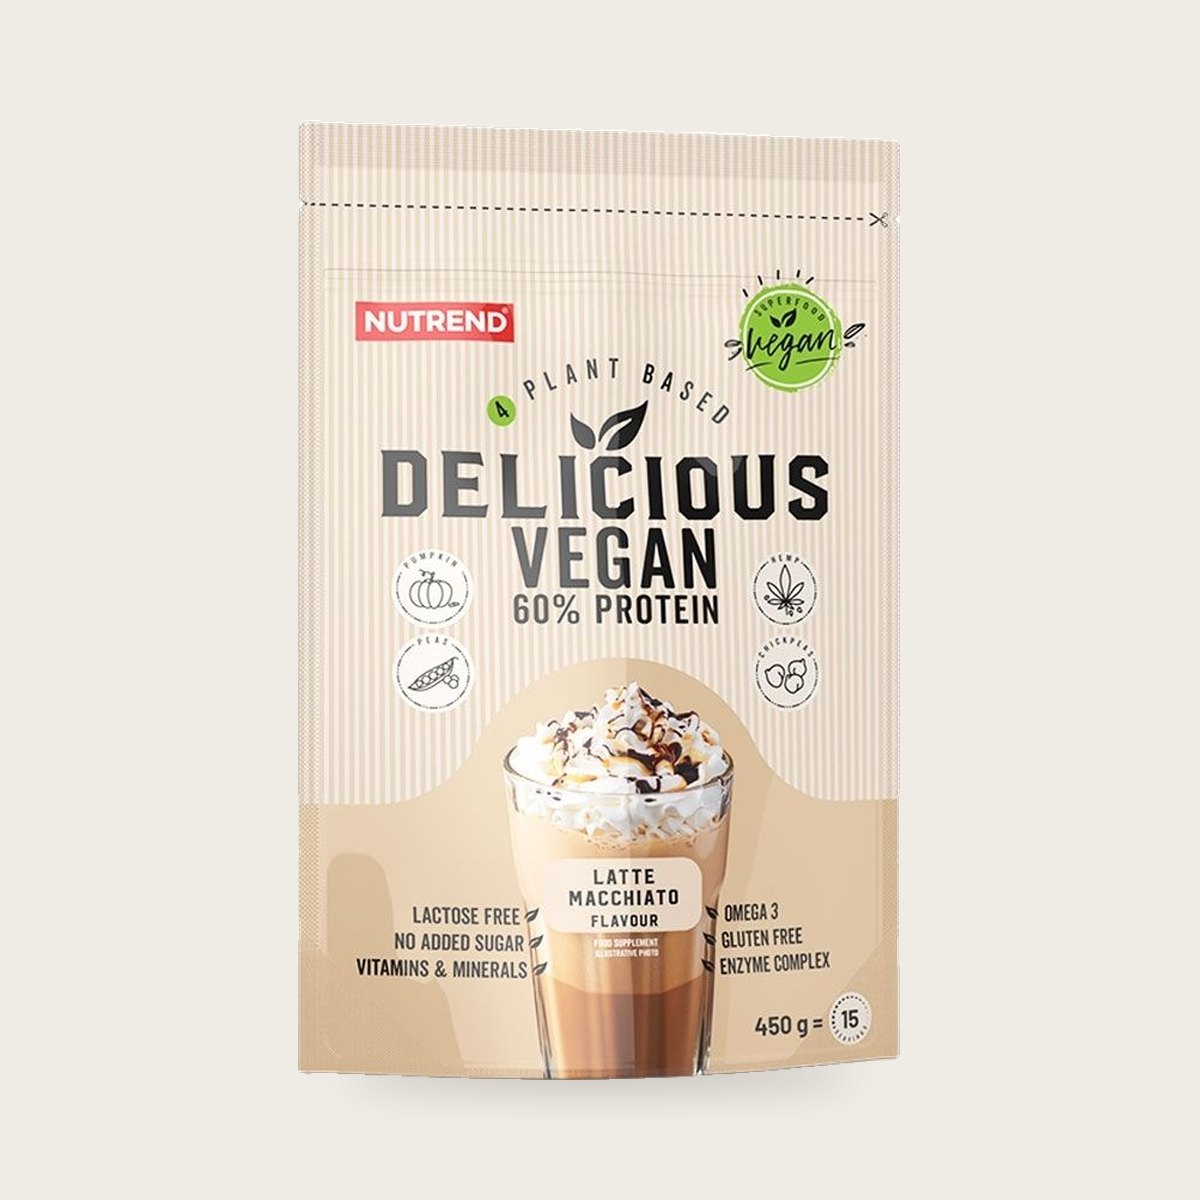 NUTREND®
SUPERFOOD
vegan
4 PLANT BASED
DELICIOUS
VEGAN
60% PROTEIN
PUMPKIN
HEMP
PEAS
CHICKPEAS
LATTE
MACCHIATO
FLAVOUR
FOOD SUPPLEMENT
ILLUSTRATIVE PHOTO
LACTOSE FREE
NO ADDED SUGAR
VITAMINS & MINERALS
OMEGA 3
GLUTEN FREE
ENZYME COMPLEX
450 g = 15
SERVINGS